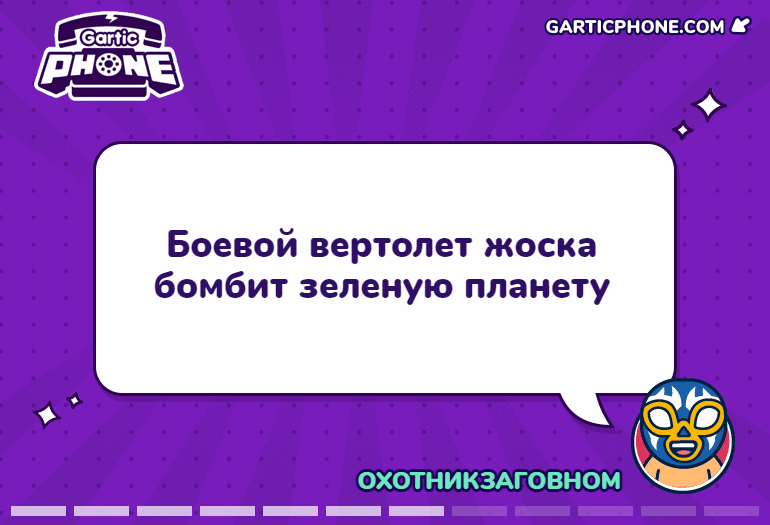 Gartic
PHONE
GARTICPHONE.COM
Боевой вертолет жоска
бомбит зеленую планету
ОХОТНИКЗАГОВНОМ